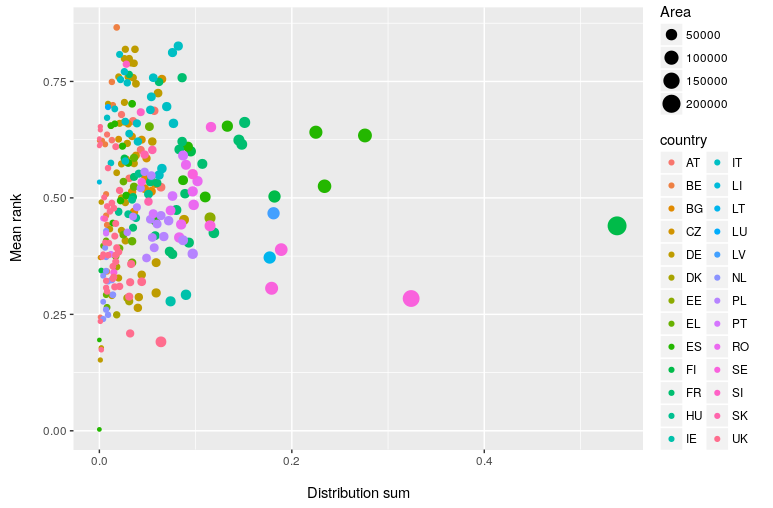 Area
50000
100000
150000
200000
country
AT
BE
BG
CZ
DE
DK
EE
EL
ES
FI
FR
HU
IE
IT
LI
LT
LU
LV
NL
PL
PT
RO
SE
SI
SK
UK
Mean rank
0.75
0.50
0.25
0.00
0.0
0.2
0.4
Distribution sum